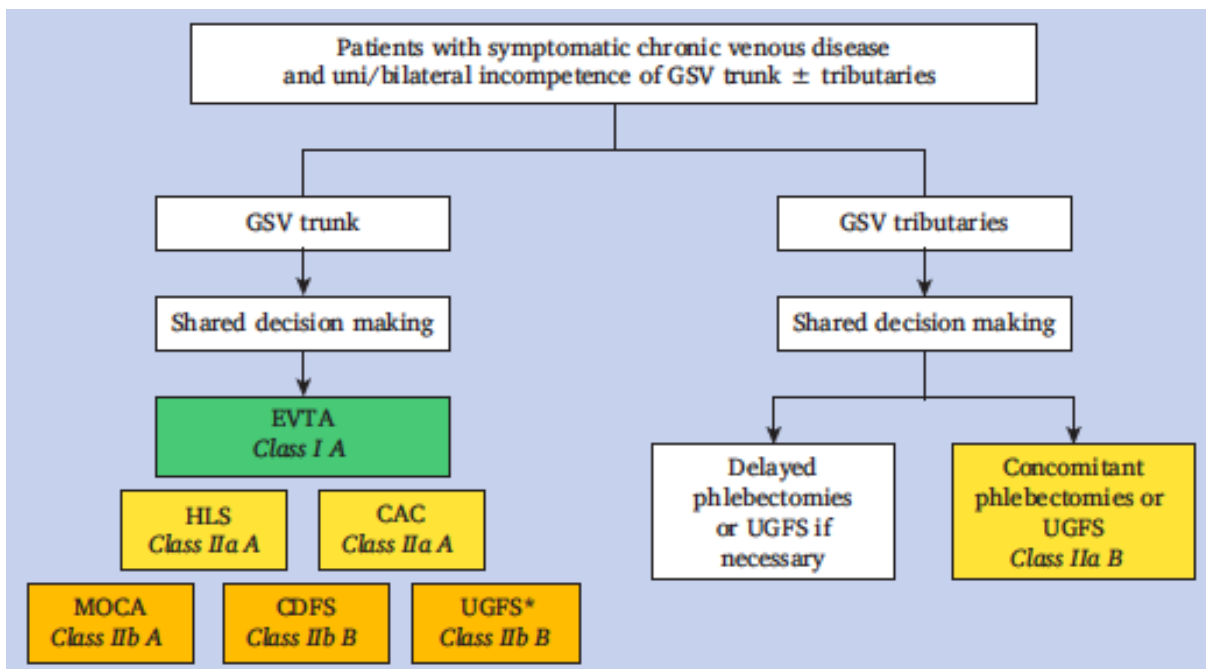 Patients with symptomatic chronic venous disease
and uni/bilateral incompetence of GSV trunk ± tributaries
GSV trunk
GSV tributaries
Shared decision making
Shared decision making
EVTA
Class I A
HLS
Class IIa A
CAC
Class IIa A
MOCA
Class IIb A
CDFS
Class IIb B
UGFS*
Class IIb B
Delayed
phlebectomies
or UGFS if
necessary
Concomitant
phlebectomies or
UGFS
Class IIa B